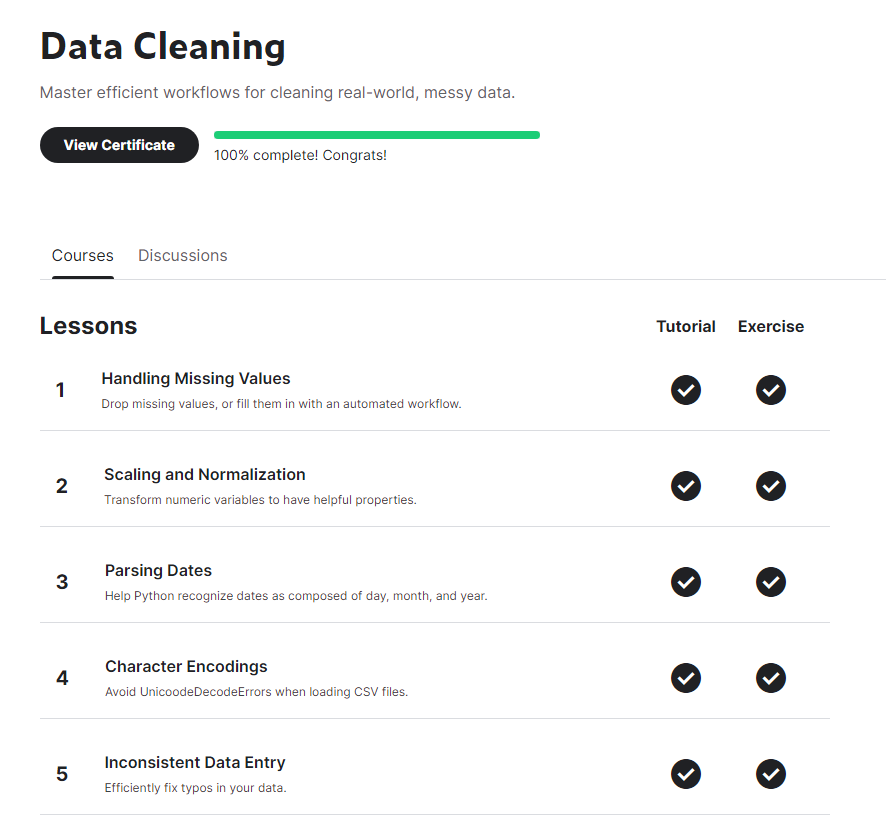 Data Cleaning
Master efficient workflows for cleaning real-world, messy data.
View Certificate
100% complete! Congrats!
Courses Discussions
Lessons Tutorial Exercise
1 Handling Missing Values
Drop missing values, or fill them in with an automated workflow.
2 Scaling and Normalization
Transform numeric variables to have helpful properties.
3 Parsing Dates
Help Python recognize dates as composed of day, month, and year.
4 Character Encodings
Avoid UnicoodeDecodeErrors when loading CSV files.
5 Inconsistent Data Entry
Efficiently fix typos in your data.